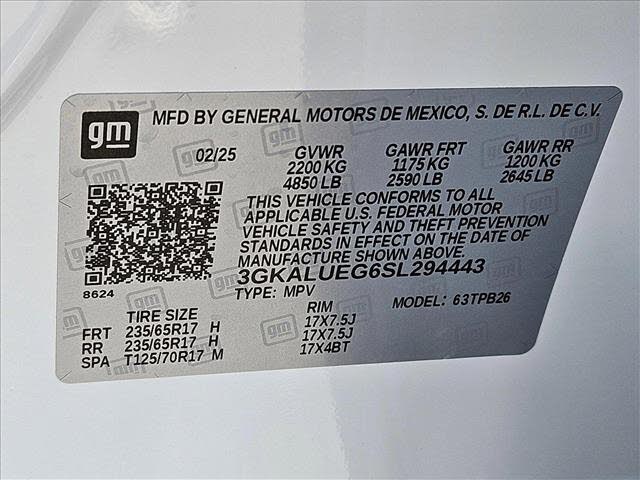 gm MFD BY GENERAL MOTORS DE MEXICO, S. DE R.L. DE C.V.
02/25 GVWR GAWR FRT GAWR RR
2200 KG 1175 KG 1200 KG
4850 LB 2590 LB 2645 LB
THIS VEHICLE CONFORMS TO ALL
APPLICABLE U.S. FEDERAL MOTOR
VEHICLE SAFETY AND THEFT PREVENTION
STANDARDS IN EFFECT ON THE DATE OF
MANUFACTURE SHOWN ABOVE.
3GKALUEG6SL294443
8624
TYPE: MPV MODEL: 63TPB26
TIRE SIZE RIM
FRT 235/65R17 H 17X7.5J
RR 235/65R17 H 17X7.5J
SPA T125/70R17 M 17X4BT